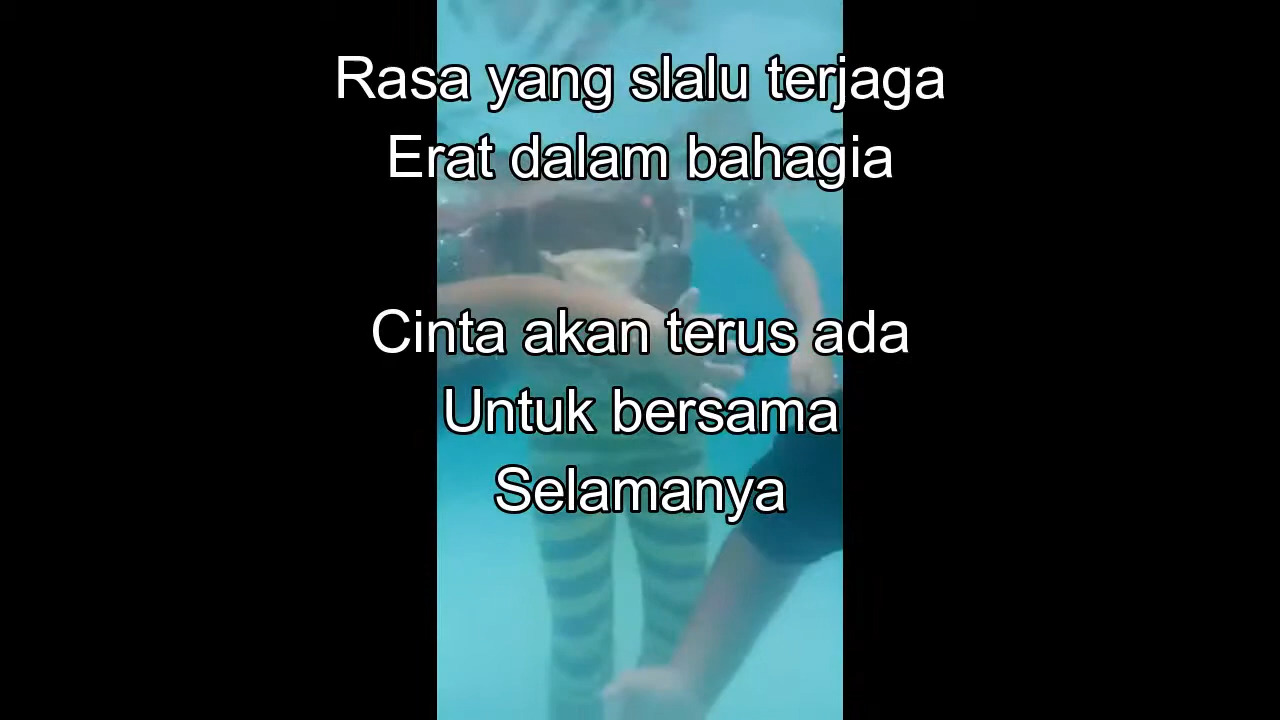 Rasa yang slalu terjaga
Erat dalam bahagia
Cinta akan terus ada
Untuk bersama
Selamanya